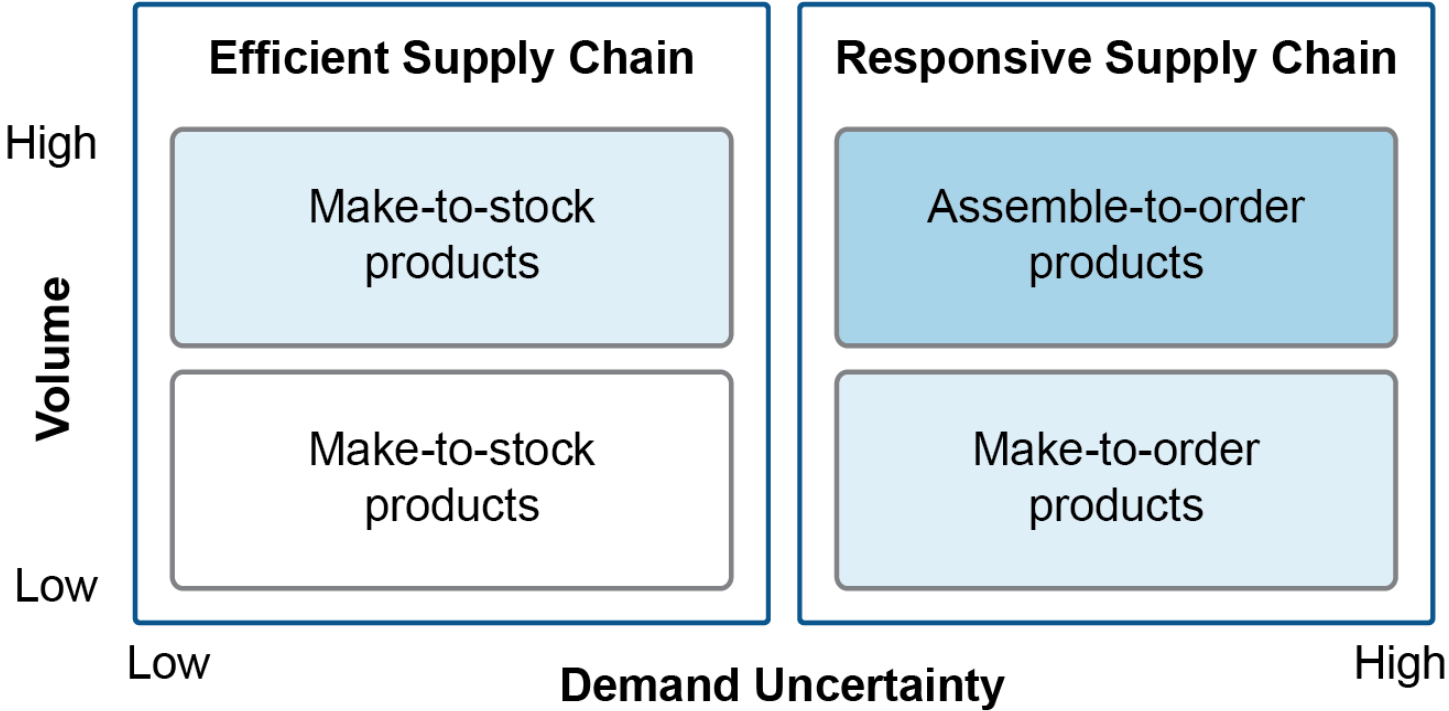 Efficient Supply Chain
Responsive Supply Chain
High
Make-to-stock
products
Assemble-to-order
products
Volume
Make-to-stock
products
Make-to-order
products
Low
Low
High
Demand Uncertainty